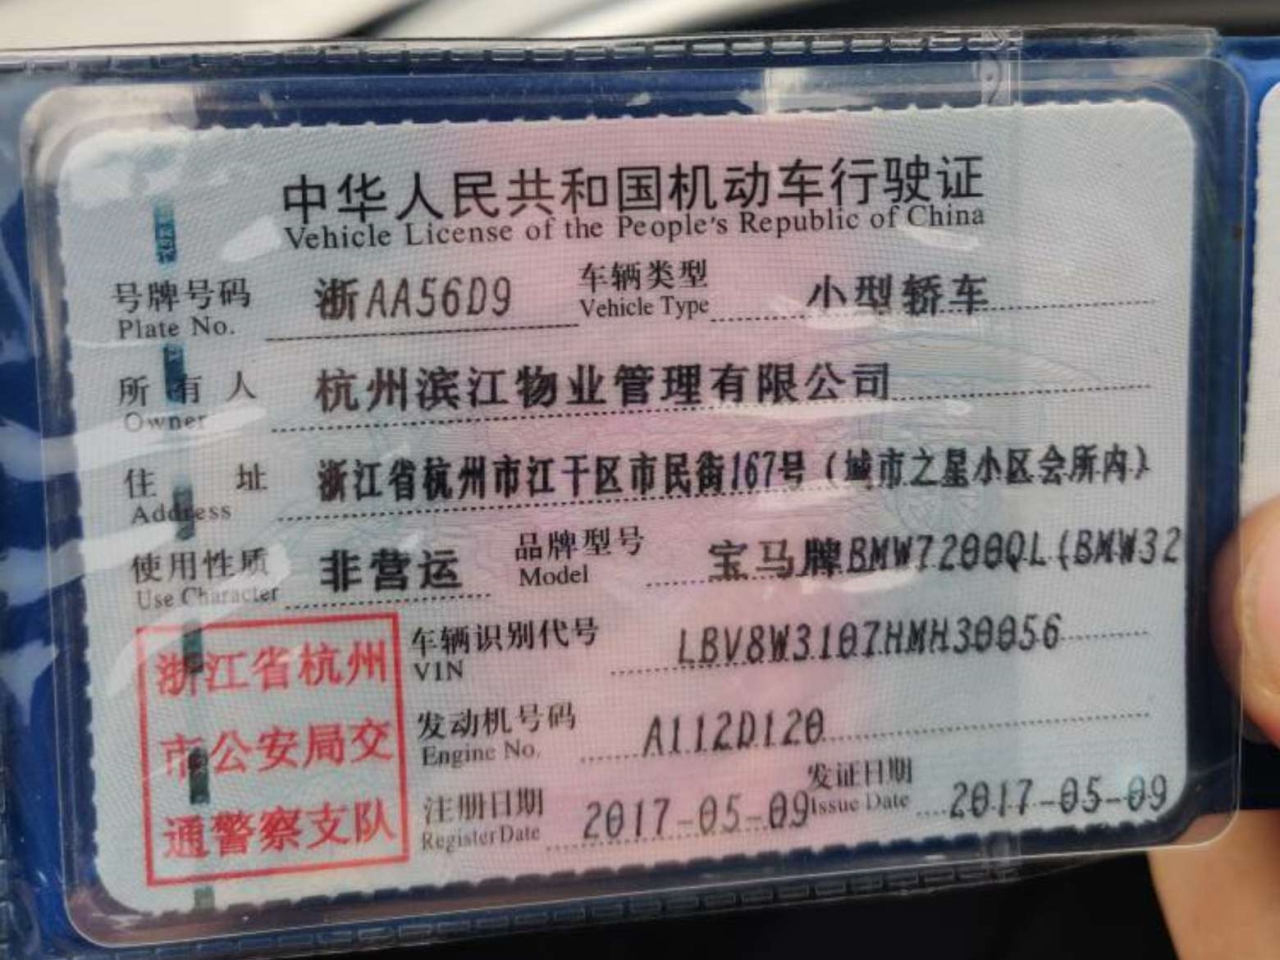 中华人民共和国机动车行驶证
Vehicle License of the People's Republic of China
号牌号码 浙AA56D9 车辆类型 小型轿车
Plate No. Vehicle Type
所有人 杭州滨江物业管理有限公司
Owner
住址 浙江省杭州市江干区市民街167号（城市之星小区会所内）
Address
使用性质 非营运 品牌型号 宝马牌BMW7200QL(BMW32
Use Character Model
浙江省杭州
市公安局交
通警察支队
车辆识别代号 LBV8W3107HMH30056
VIN
发动机号码 A112D120
Engine No.
注册日期 2017-05-09 发证日期 2017-05-09
Register Date Issue Date